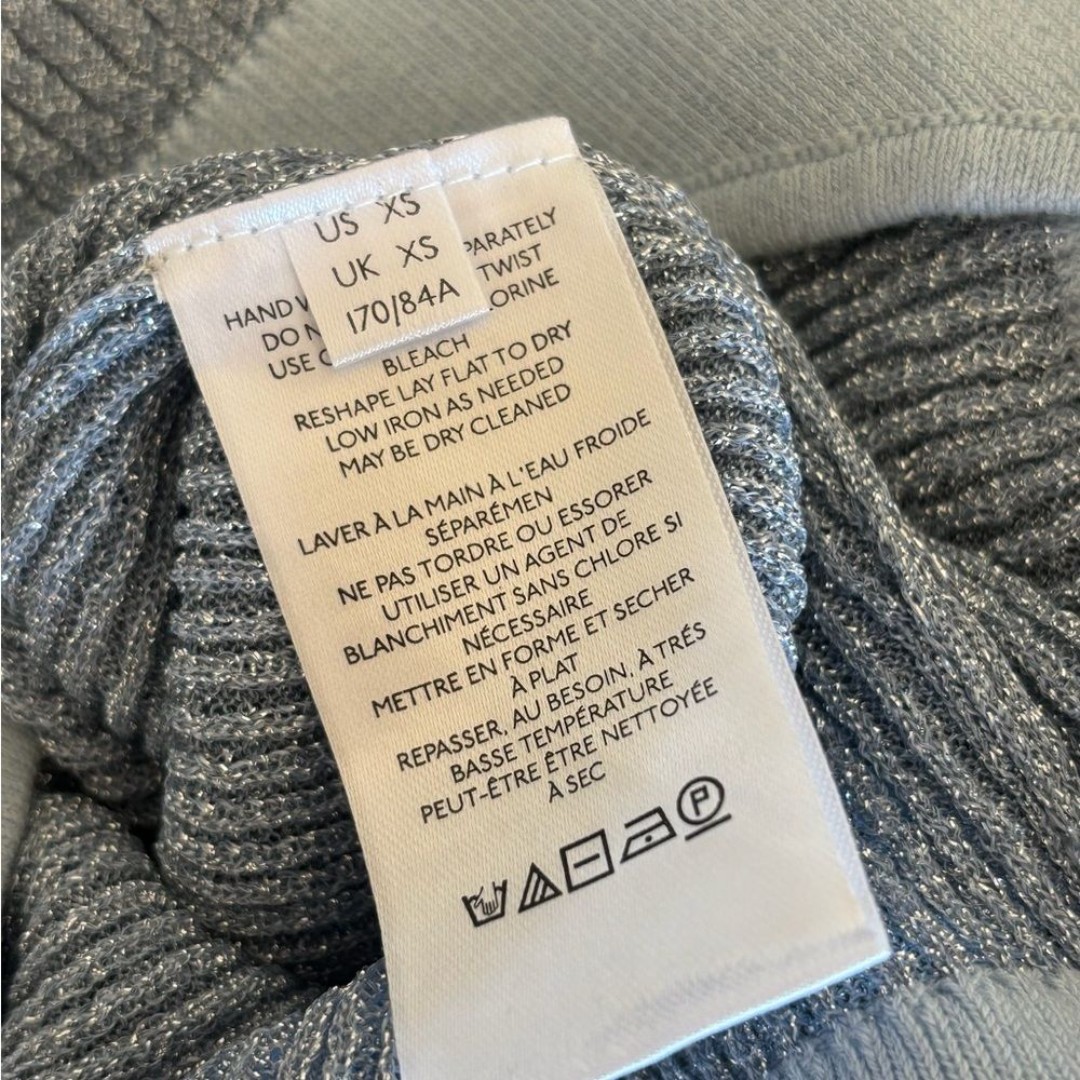 US XS
UK XS
170/84A
HAND PARATELY
DO TWIST
USE LORINE
BLEACH
RESHAPE LAY FLAT TO DRY
LOW IRON AS NEEDED
MAY BE DRY CLEANED
LAVER À LA MAIN À L'EAU FROIDE
SÉPARÉMEN
NE PAS TORDRE OU ESSORER
UTILISER UN AGENT DE
BLANCHIMENT SANS CHLORE SI
NÉCESSAIRE
METTRE EN FORME ET SECHER
À PLAT
REPASSER, AU BESOIN, À TRÉS
BASSE TEMPÉRATURE
PEUT-ÊTRE ÊTRE NETTOYÉE
À SEC
P